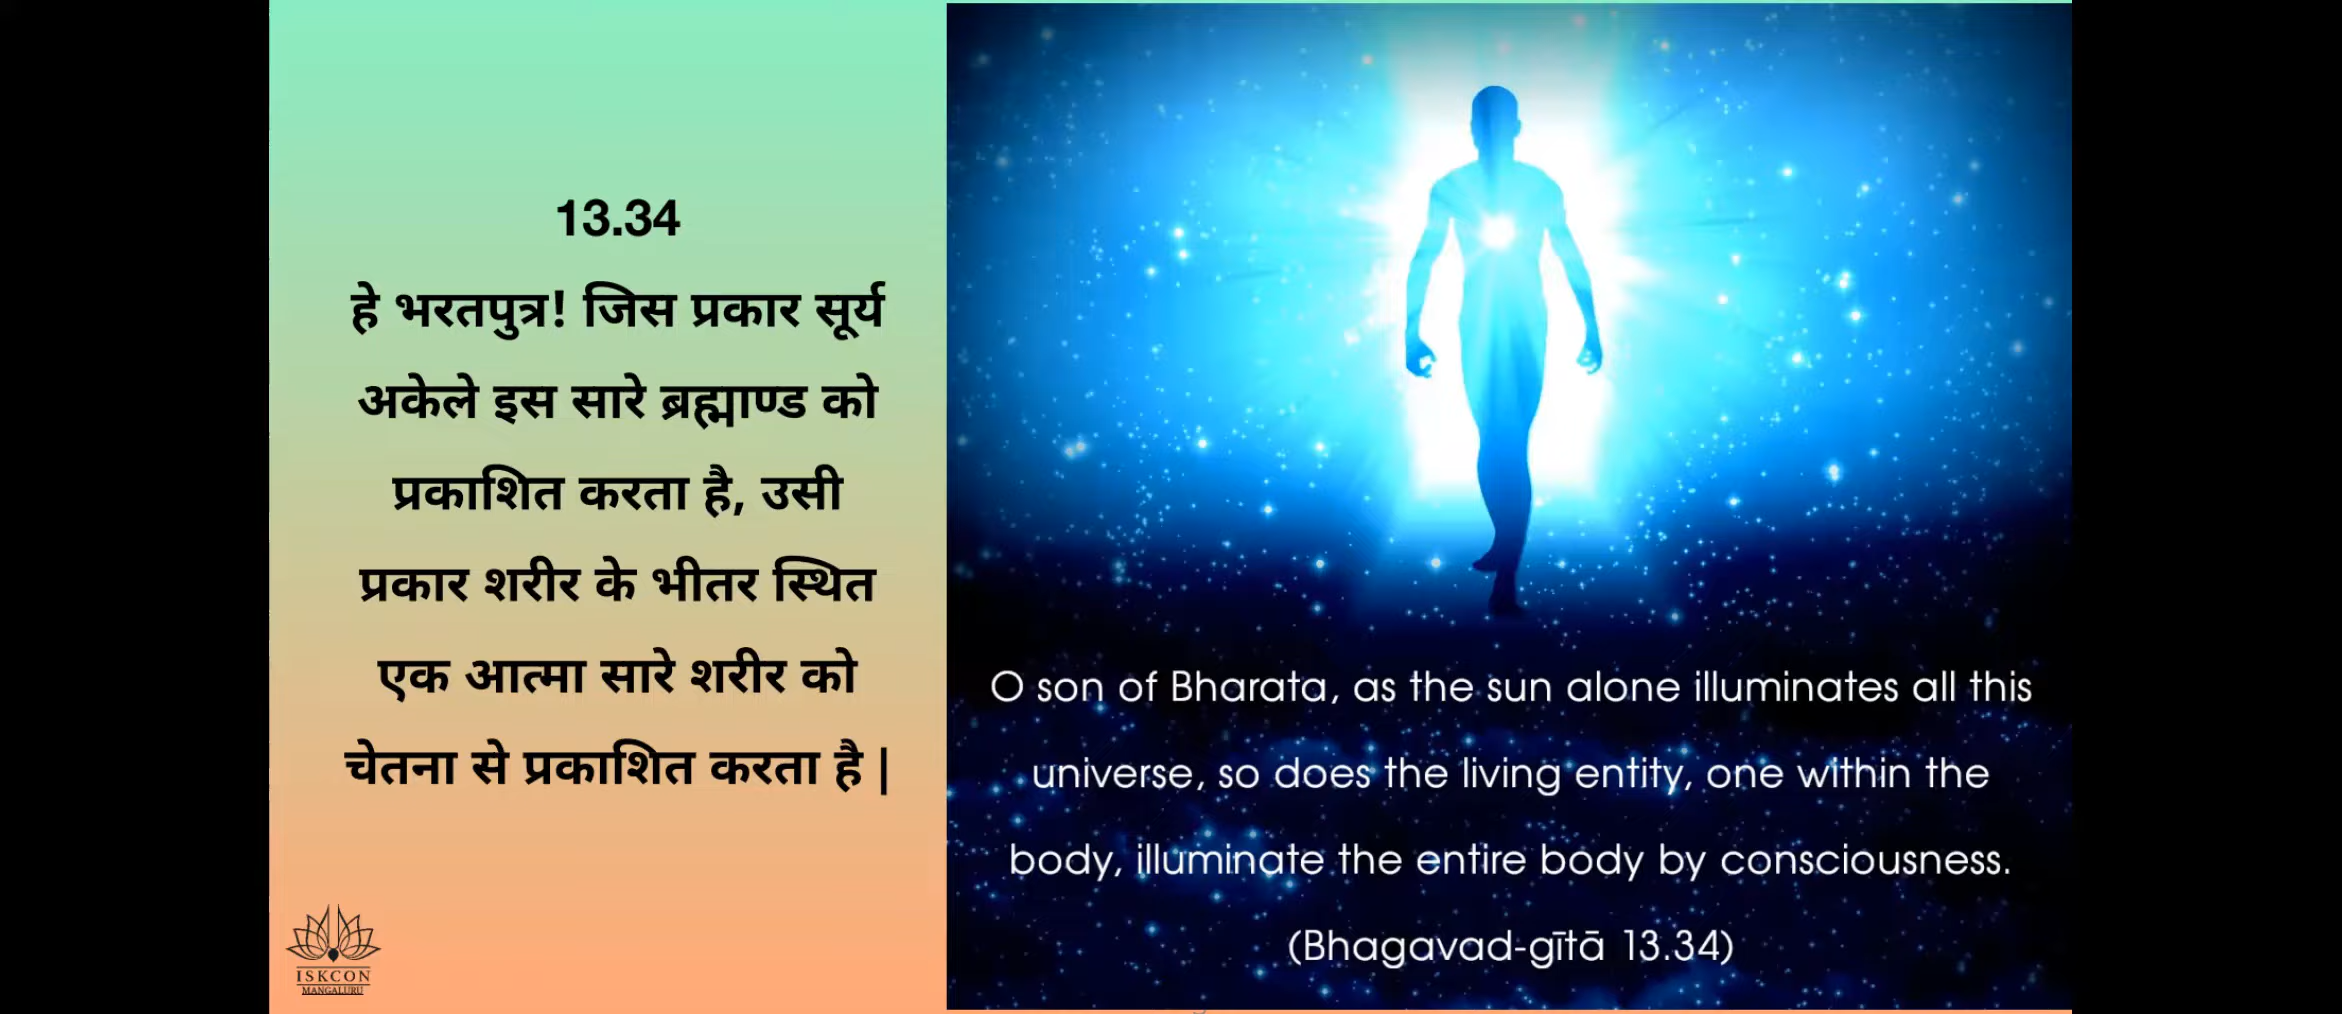 13.34
हे भरतपुत्र! जिस प्रकार सूर्य
अकेले इस सारे ब्रह्माण्ड को
प्रकाशित करता है, उसी
प्रकार शरीर के भीतर स्थित
एक आत्मा सारे शरीर को
चेतना से प्रकाशित करता है |
ISKCON
MANGALURU
O son of Bharata, as the sun alone illuminates all this
universe, so does the living entity, one within the
body, illuminate the entire body by consciousness.
(Bhagavad-gītā 13.34)